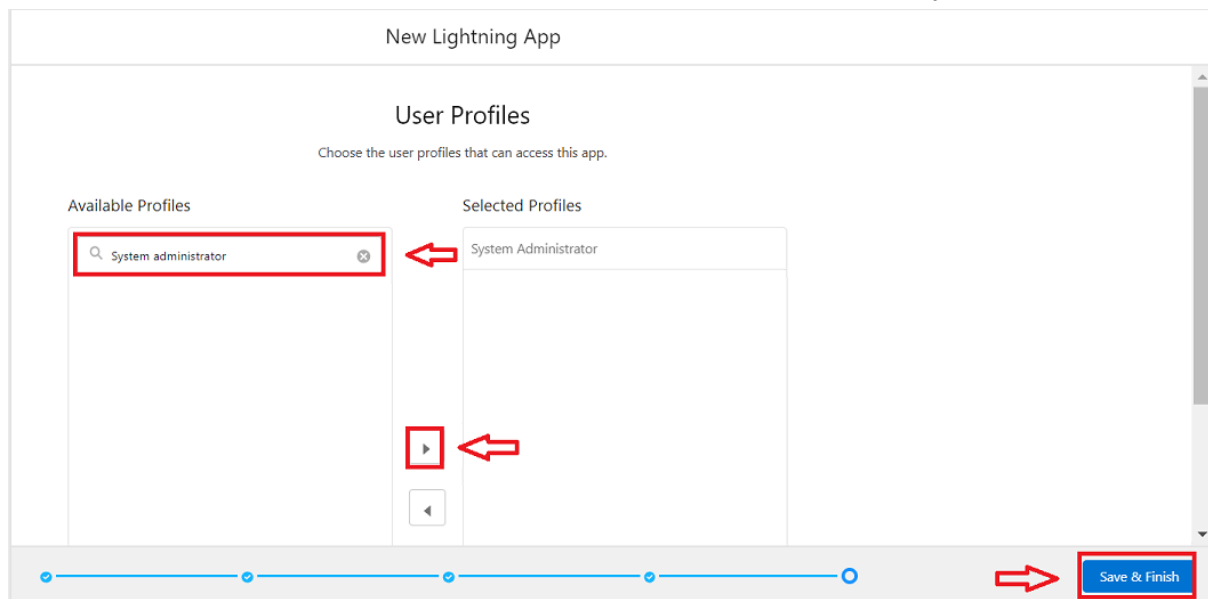 New Lightning App
User Profiles
Choose the user profiles that can access this app.
Available Profiles
Selected Profiles
System administrator
System Administrator
Save & Finish